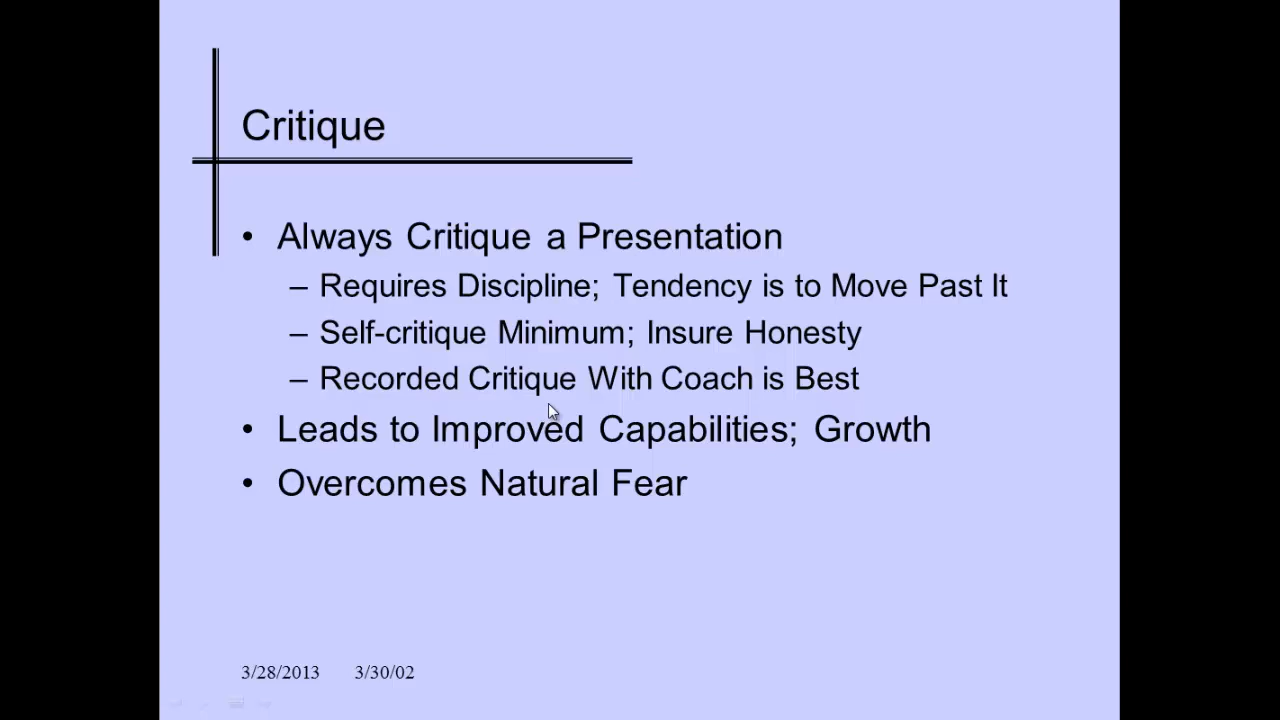 Critique
• Always Critique a Presentation
– Requires Discipline; Tendency is to Move Past It
– Self-critique Minimum; Insure Honesty
– Recorded Critique With Coach is Best
• Leads to Improved Capabilities; Growth
• Overcomes Natural Fear
3/28/2013 3/30/02